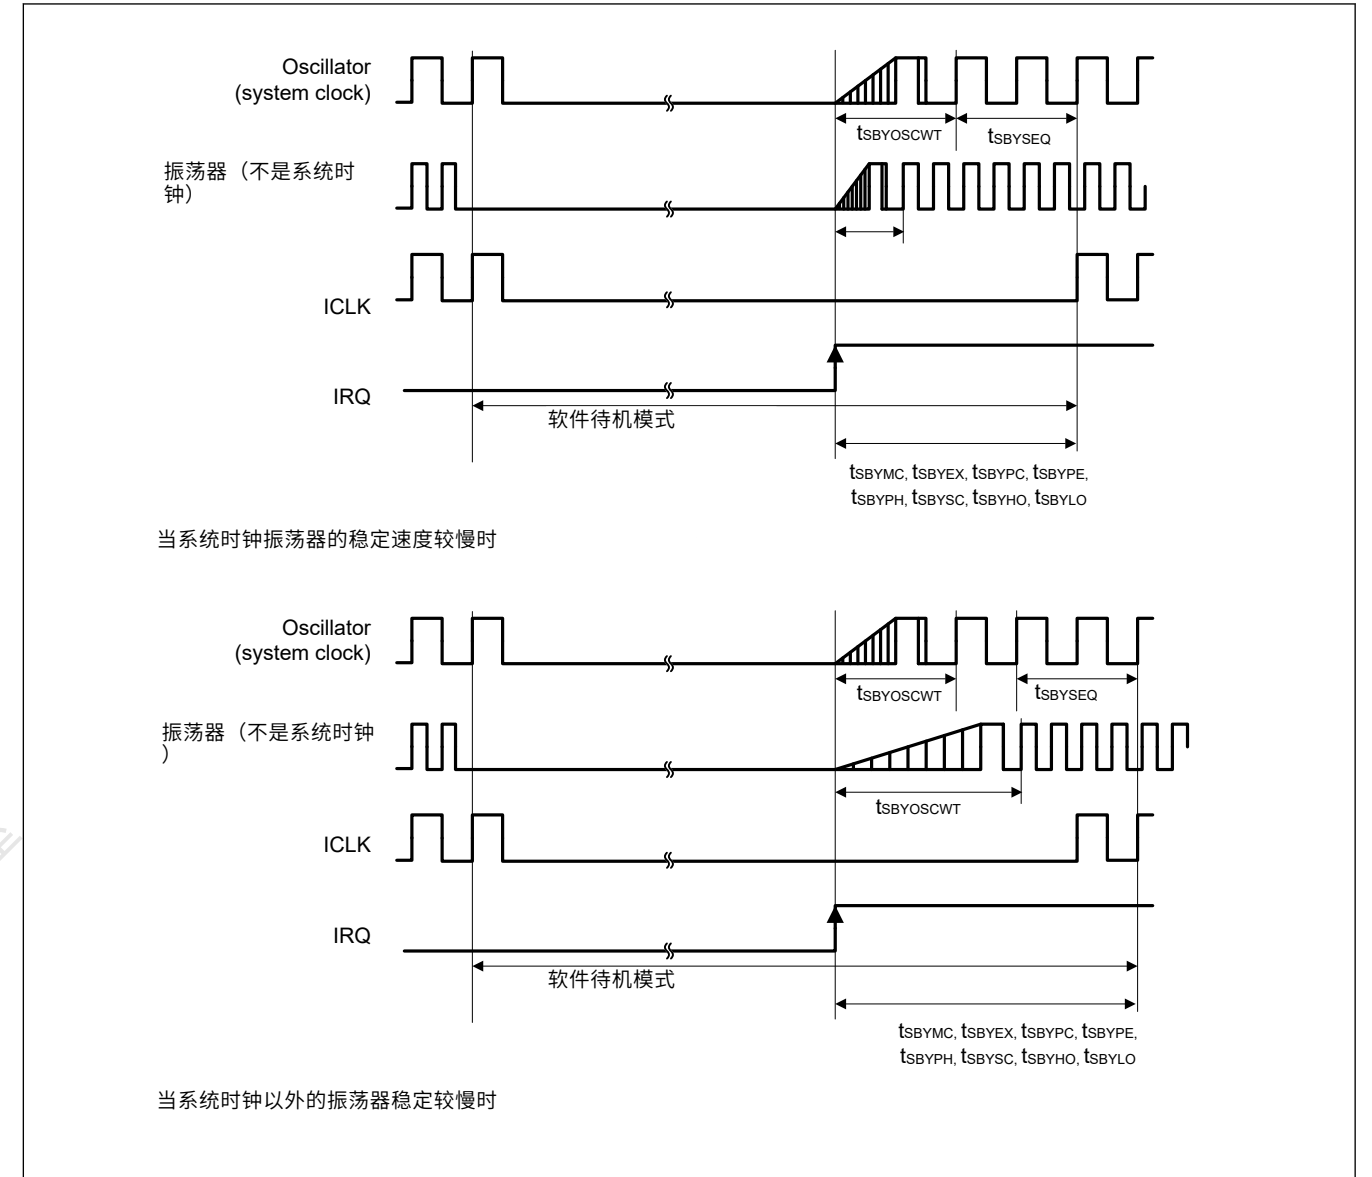 Oscillator
(system clock)
tSBYOSCWT
tSBYSEQ
振荡器（不是系统时
钟）
ICLK
IRQ
软件待机模式
tSBYMC, tSBYEX, tSBYPC, tSBYPE,
tSBYPH, tSBYSC, tSBYHO, tSBYLO
当系统时钟振荡器的稳定速度较慢时
Oscillator
(system clock)
tSBYOSCWT
tSBYSEQ
振荡器（不是系统时钟
）
tSBYOSCWT
ICLK
IRQ
软件待机模式
tSBYMC, tSBYEX, tSBYPC, tSBYPE,
tSBYPH, tSBYSC, tSBYHO, tSBYLO
当系统时钟以外的振荡器稳定较慢时